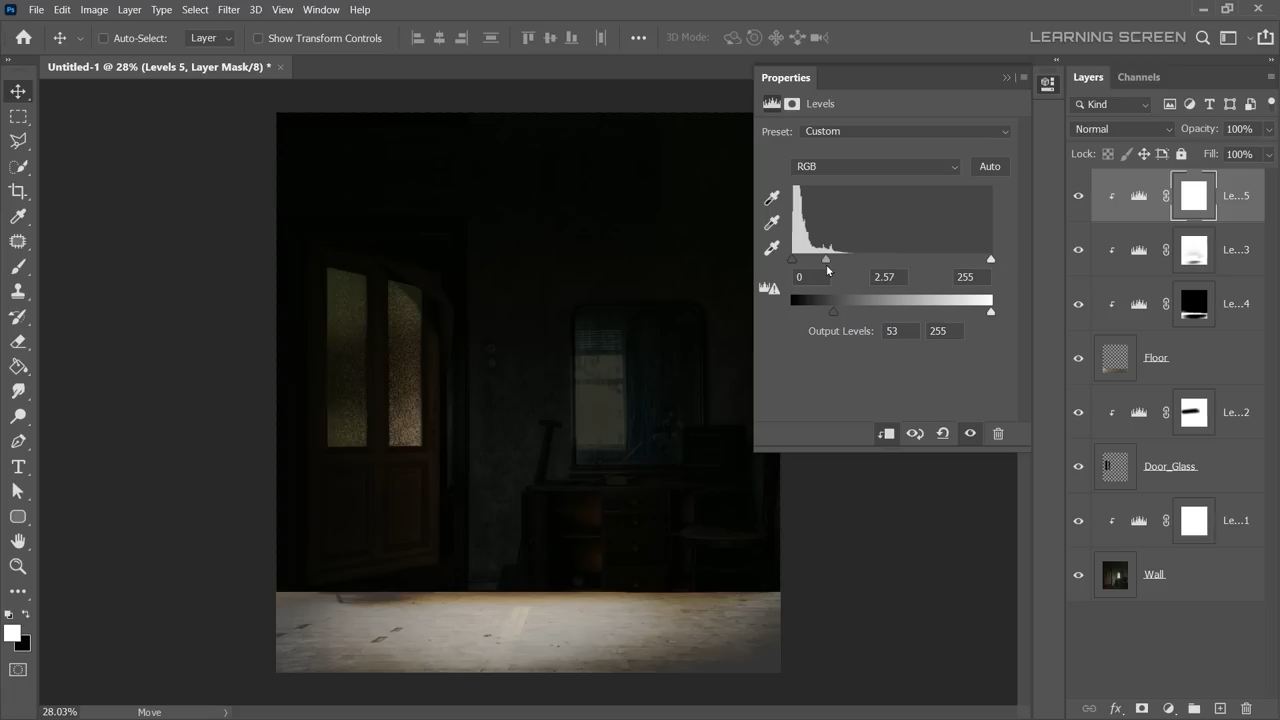 Ps File Edit Image Layer Type Select Filter 3D View Window Help
Auto-Select: Layer Show Transform Controls 3D Mode: LEARNING SCREEN
Untitled-1 @ 28% (Levels 5, Layer Mask/8) *
Properties
Levels
Preset: Custom
RGB Auto
0 2.57 255
Output Levels: 53 255
Layers Channels
Kind
Normal Opacity: 100%
Lock: Fill: 100%
Le...5
Le...3
Le...4
Floor
Le...2
Door_Glass
Le...1
Wall
28.03% Move
fx